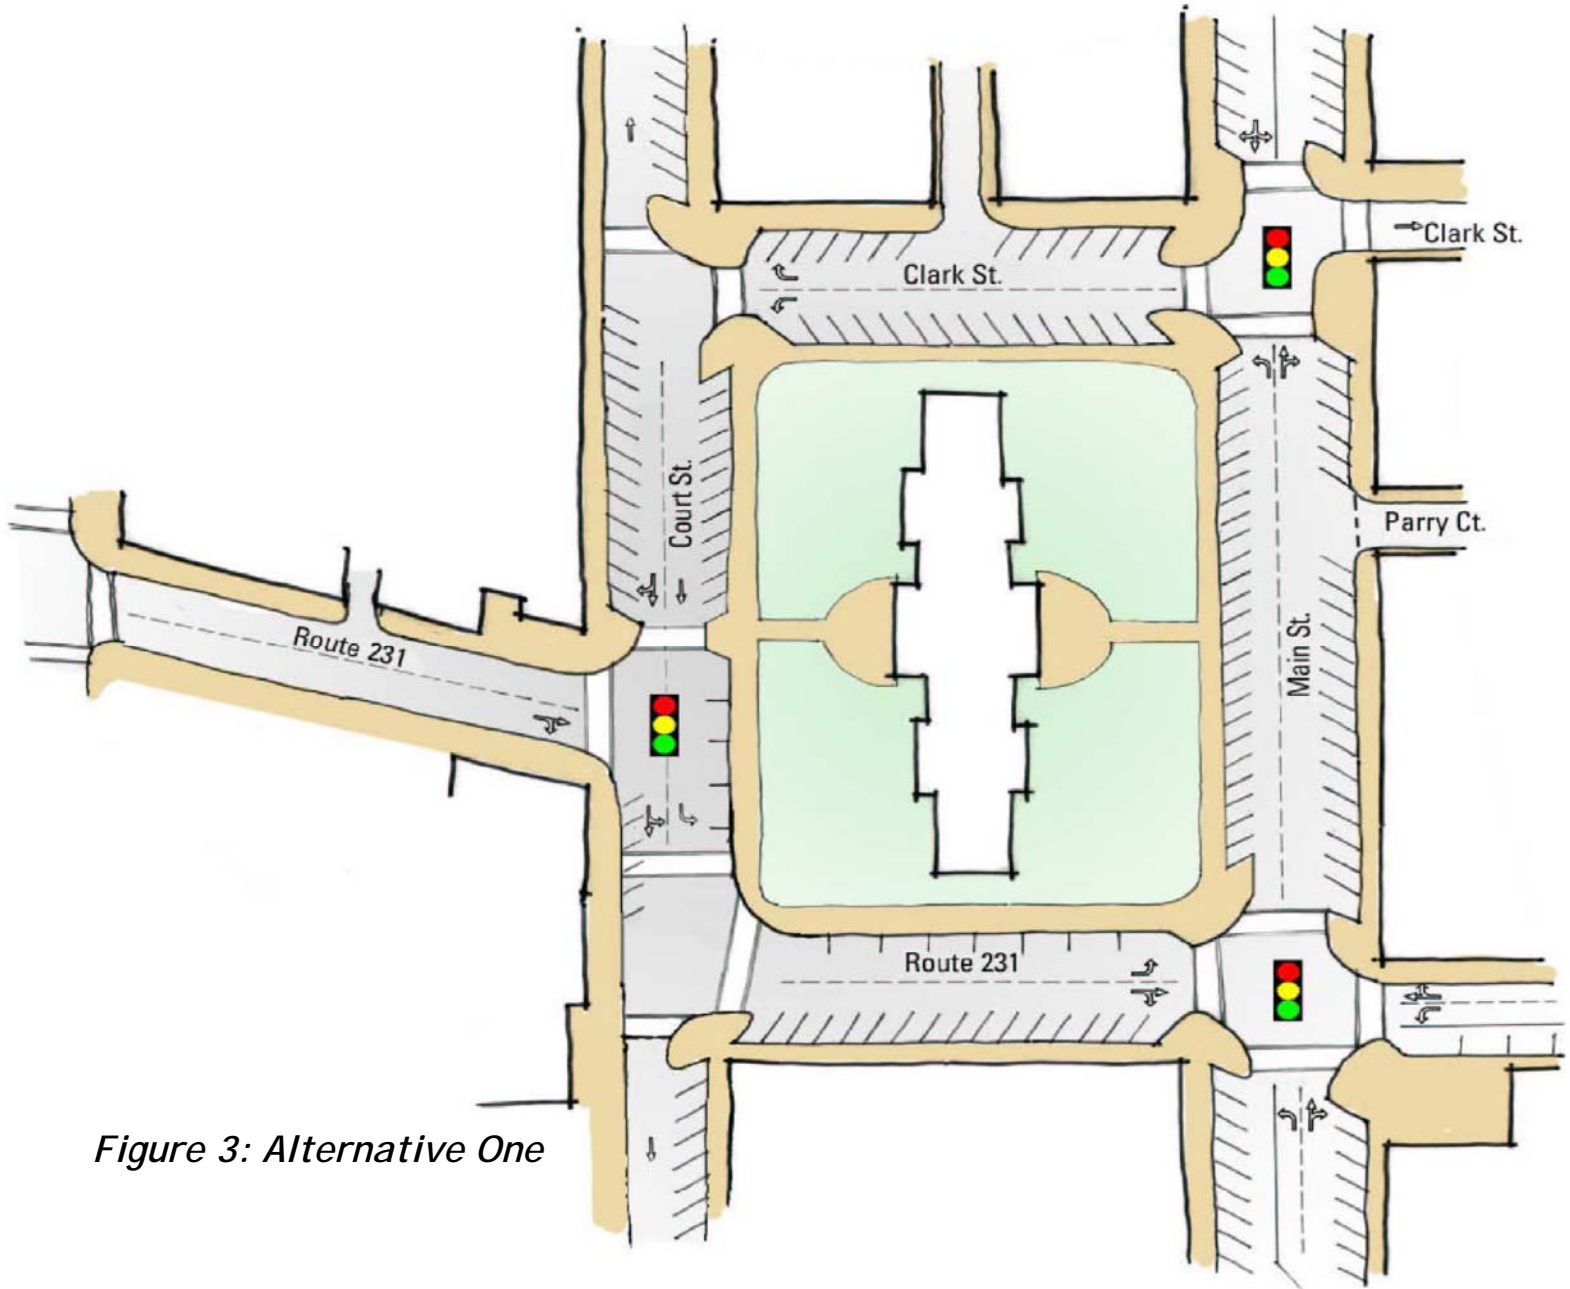 Clark St.
Clark St.
Court St.
Parry Ct.
Route 231
Main St.
Route 231
Figure 3: Alternative One